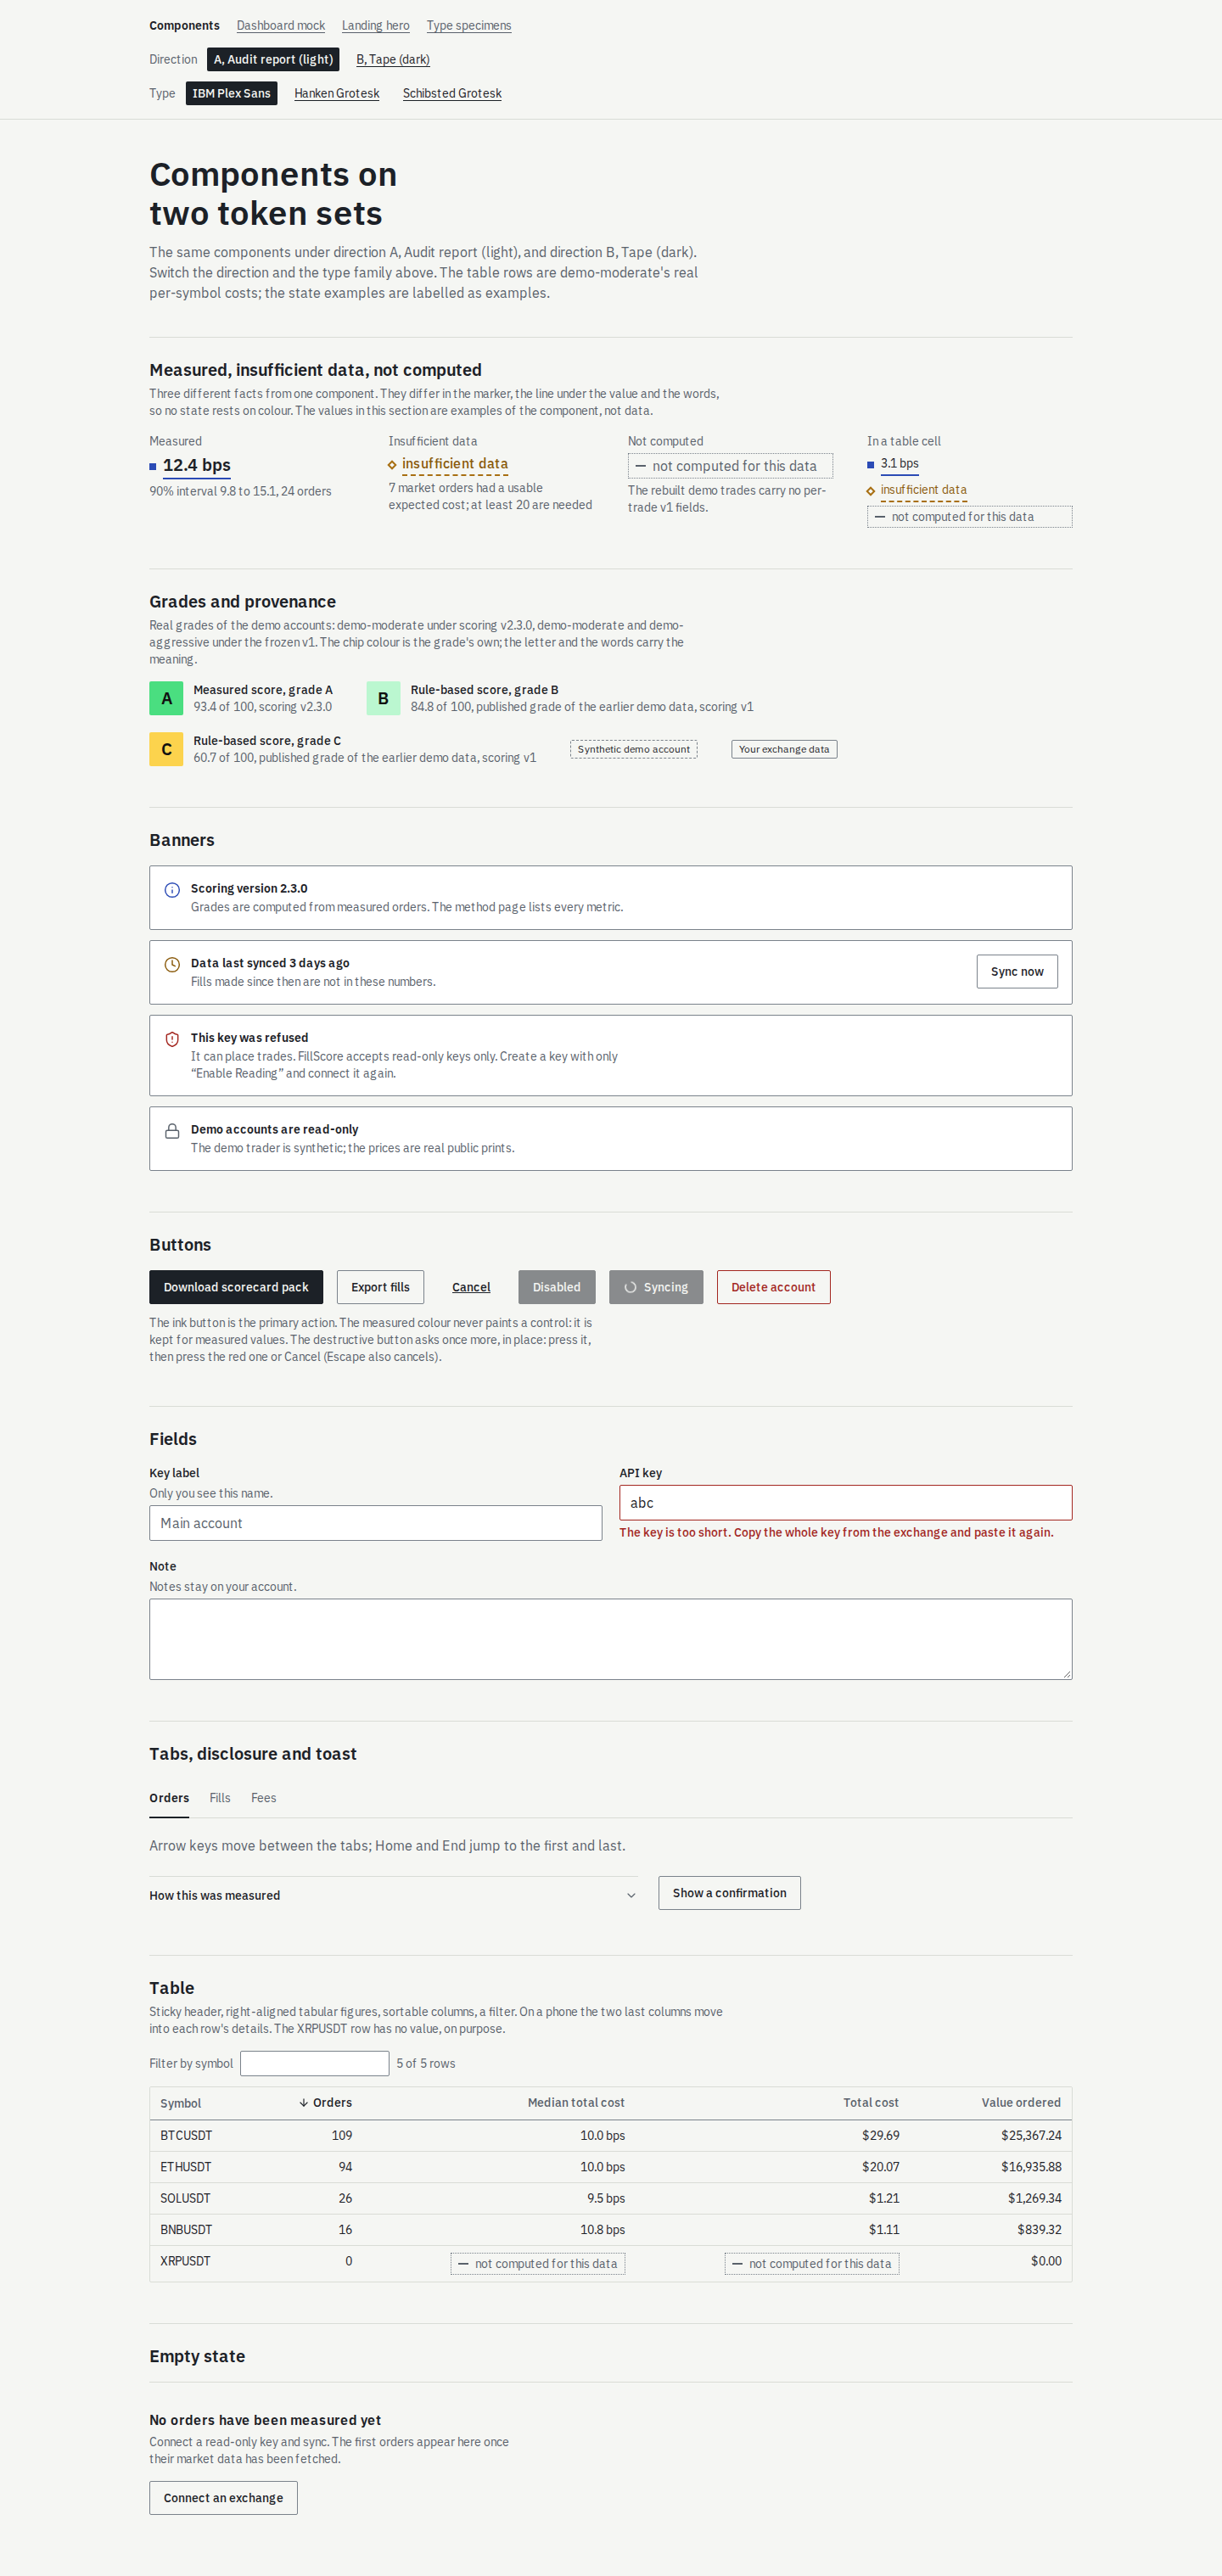 Components Dashboard mock Landing hero Type specimens
Direction A, Audit report (light) B, Tape (dark)
Type IBM Plex Sans Hanken Grotesk Schibsted Grotesk
Components on
two token sets
The same components under direction A, Audit report (light), and direction B, Tape (dark).
Switch the direction and the type family above. The table rows are demo-moderate's real
per-symbol costs; the state examples are labelled as examples.
Measured, insufficient data, not computed
Three different facts from one component. They differ in the marker, the line under the value and the words,
so no state rests on colour. The values in this section are examples of the component, not data.
Measured
12.4 bps
90% interval 9.8 to 15.1, 24 orders
Insufficient data
insufficient data
7 market orders had a usable
expected cost; at least 20 are needed
Not computed
not computed for this data
The rebuilt demo trades carry no per-
trade v1 fields.
In a table cell
3.1 bps
insufficient data
not computed for this data
Grades and provenance
Real grades of the demo accounts: demo-moderate under scoring v2.3.0, demo-moderate and demo-
aggressive under the frozen v1. The chip colour is the grade's own; the letter and the words carry the
meaning.
A
Measured score, grade A
93.4 of 100, scoring v2.3.0
B
Rule-based score, grade B
84.8 of 100, published grade of the earlier demo data, scoring v1
C
Rule-based score, grade C
60.7 of 100, published grade of the earlier demo data, scoring v1
Synthetic demo account
Your exchange data
Banners
Scoring version 2.3.0
Grades are computed from measured orders. The method page lists every metric.
Data last synced 3 days ago
Fills made since then are not in these numbers.
Sync now
This key was refused
It can place trades. FillScore accepts read-only keys only. Create a key with only
“Enable Reading” and connect it again.
Demo accounts are read-only
The demo trader is synthetic; the prices are real public prints.
Buttons
Download scorecard pack Export fills Cancel Disabled Syncing Delete account
The ink button is the primary action. The measured colour never paints a control: it is
kept for measured values. The destructive button asks once more, in place: press it,
then press the red one or Cancel (Escape also cancels).
Fields
Key label
Only you see this name.
Main account
API key
abc
The key is too short. Copy the whole key from the exchange and paste it again.
Note
Notes stay on your account.
Tabs, disclosure and toast
Orders Fills Fees
Arrow keys move between the tabs; Home and End jump to the first and last.
How this was measured
Show a confirmation
Table
Sticky header, right-aligned tabular figures, sortable columns, a filter. On a phone the two last columns move
into each row's details. The XRPUSDT row has no value, on purpose.
Filter by symbol 5 of 5 rows
Symbol ↓ Orders Median total cost Total cost Value ordered
BTCUSDT 109 10.0 bps $29.69 $25,367.24
ETHUSDT 94 10.0 bps $20.07 $16,935.88
SOLUSDT 26 9.5 bps $1.21 $1,269.34
BNBUSDT 16 10.8 bps $1.11 $839.32
XRPUSDT 0 not computed for this data not computed for this data $0.00
Empty state
No orders have been measured yet
Connect a read-only key and sync. The first orders appear here once
their market data has been fetched.
Connect an exchange